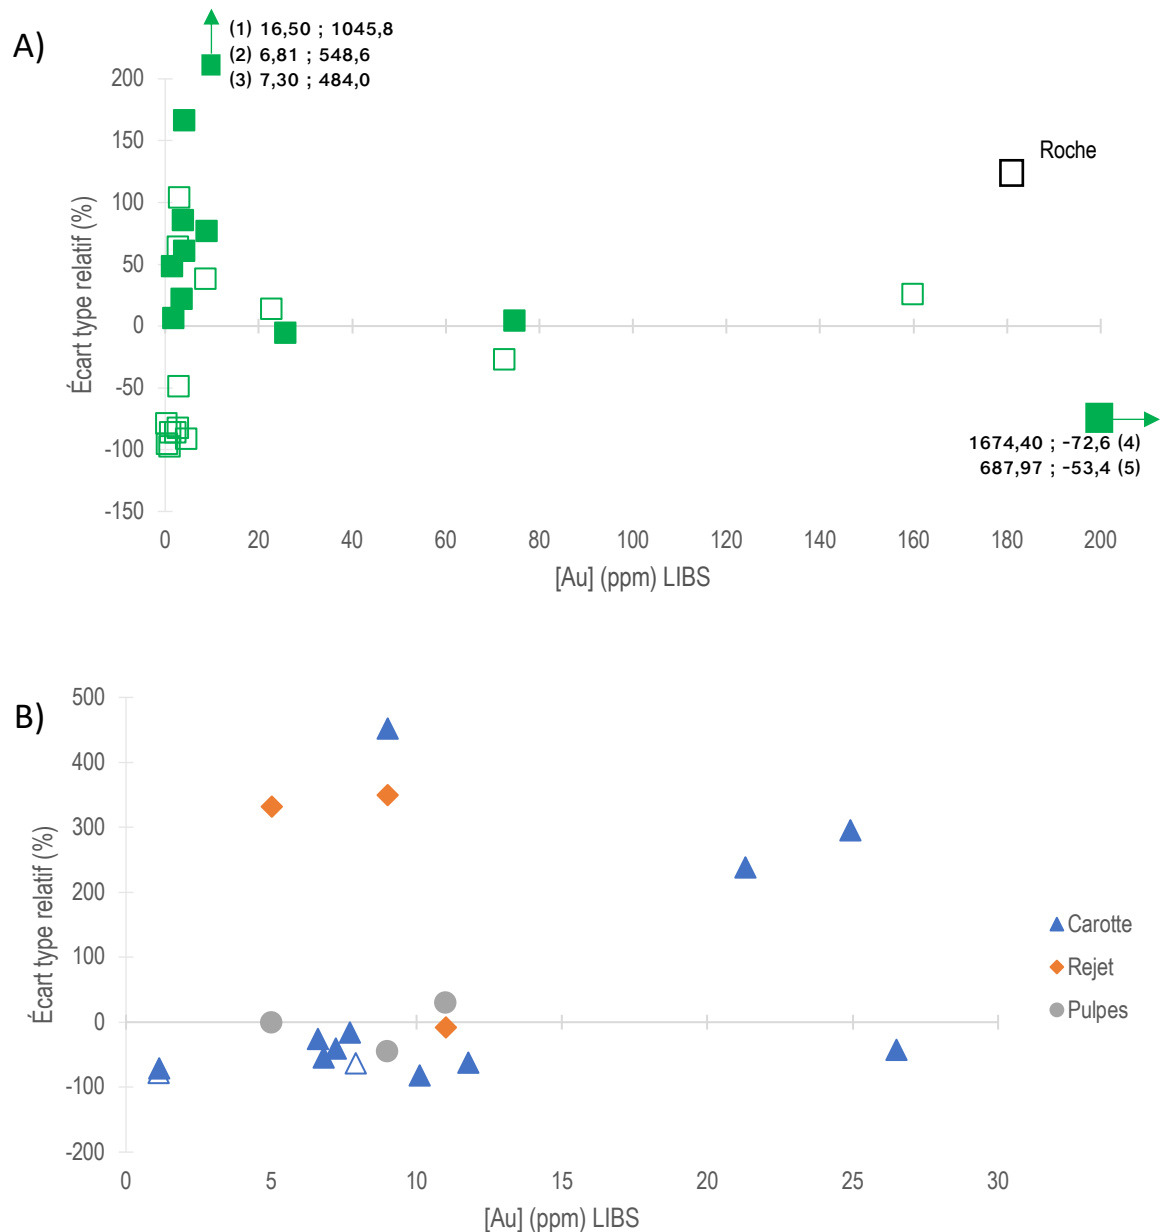 A)
(1) 16,50 ; 1045,8
(2) 6,81 ; 548,6
(3) 7,30 ; 484,0
200
150
100
50
0
-50
-100
-150
Écart type relatif (%)
Roche
1674,40 ; -72,6 (4)
687,97 ; -53,4 (5)
0 20 40 60 80 100 120 140 160 180 200
[Au] (ppm) LIBS
B)
500
400
300
200
100
0
-100
-200
Écart type relatif (%)
Carotte
Rejet
Pulpes
0 5 10 15 20 25 30
[Au] (ppm) LIBS